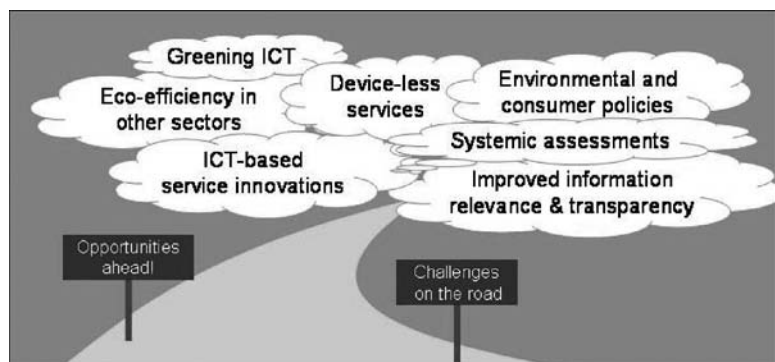 Greening ICT
Eco-efficiency in
other sectors
Device-less
services
ICT-based
service innovations
Environmental and
consumer policies
Systemic assessments
Improved information
relevance & transparency
Opportunities
ahead!
Challenges
on the road